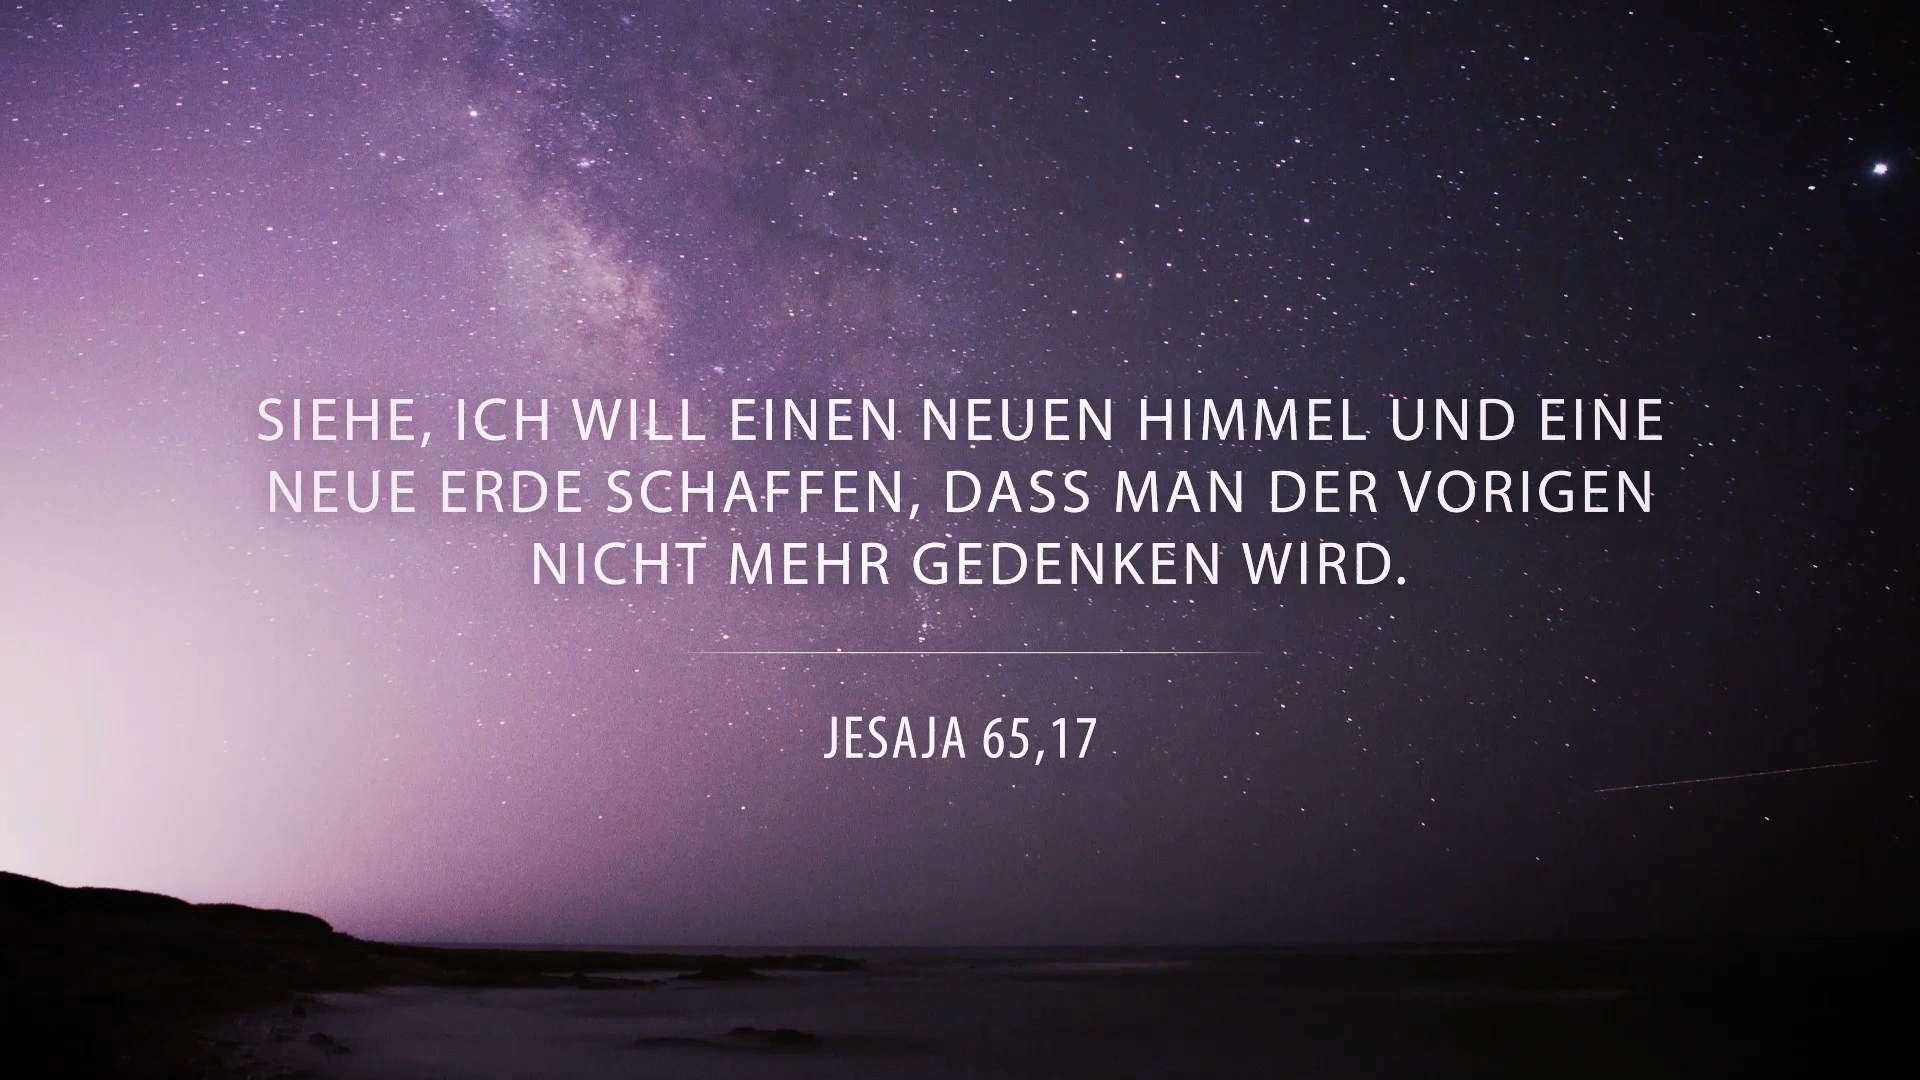 SIEHE, ICH WILL EINEN NEUEN HIMMEL UND EINE
NEUE ERDE SCHAFFEN, DASS MAN DER VORIGEN
NICHT MEHR GEDENKEN WIRD.
JESAJA 65,17